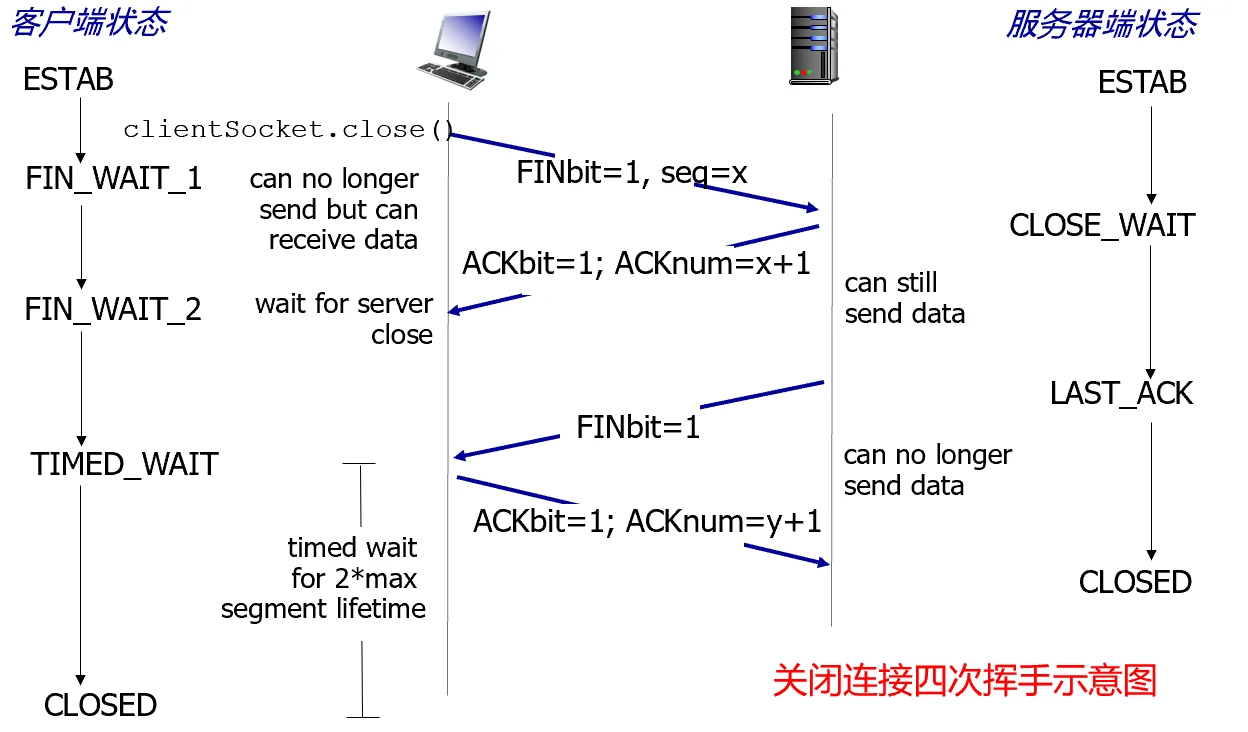 客户端状态
服务器端状态
ESTAB
ESTAB
clientSocket.close()
FINbit=1, seq=x
FIN_WAIT_1
can no longer
send but can
receive data
CLOSE_WAIT
ACKbit=1; ACKnum=x+1
can still
send data
FIN_WAIT_2
wait for server
close
LAST_ACK
FINbit=1
can no longer
send data
TIMED_WAIT
ACKbit=1; ACKnum=y+1
timed wait
for 2*max
segment lifetime
CLOSED
关闭连接四次挥手示意图
CLOSED